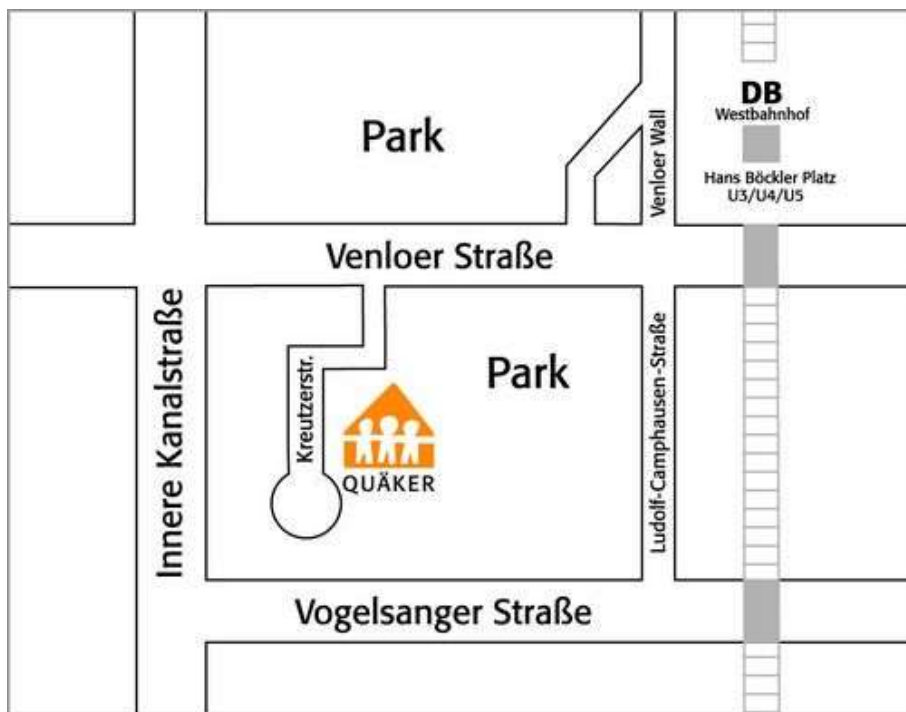 DB
Westbahnhof
Park
Venloer Wall
Hans Böckler Platz
U3/U4/U5
Venloer Straße
Innere Kanalstraße
Kreutzerstr.
Park
Ludolf-Camphausen-Straße
QUÄKER
Vogelsanger Straße